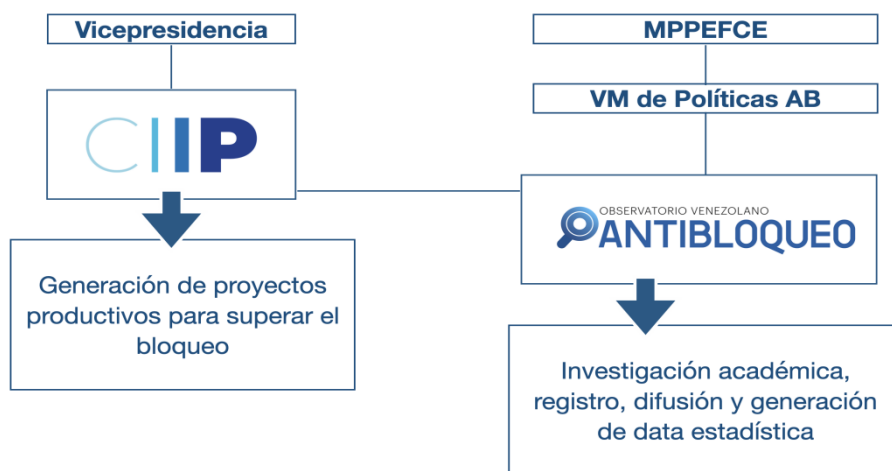 Vicepresidencia
CIIP
Generación de proyectos
productivos para superar el
bloqueo
MPPEFCE
VM de Políticas AB
OBSERVATORIO VENEZOLANO
ANTIBLOQUEO
Investigación académica,
registro, difusión y generación
de data estadística